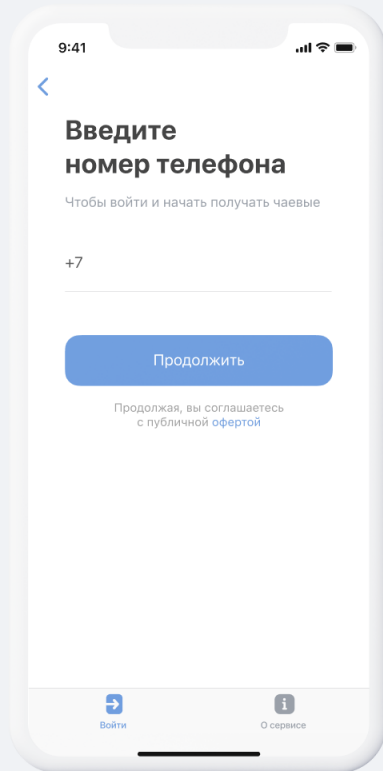 9:41
Введите
номер телефона
Чтобы войти и начать получать чаевые
+7
Продолжить
Продолжая, вы соглашаетесь
с публичной офертой
Войти
О сервисе